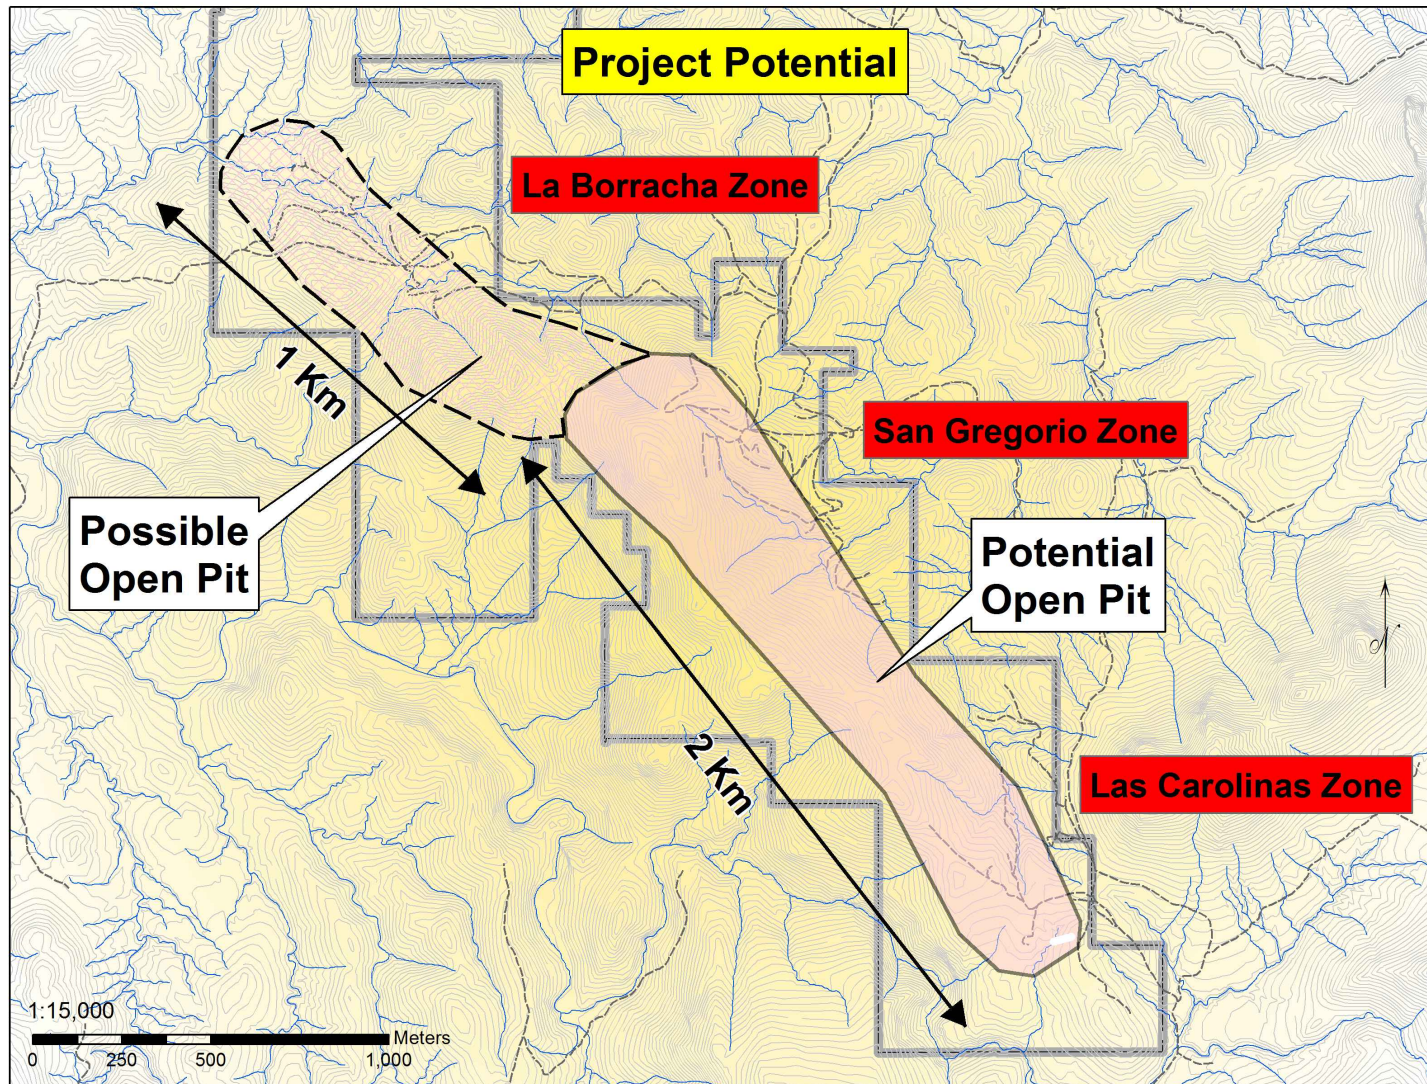 Project Potential
La Borracha Zone
1 Km
San Gregorio Zone
Possible
Open Pit
Potential
Open Pit
2 Km
Las Carolinas Zone
N
1:15,000
Meters
0 250 500 1,000